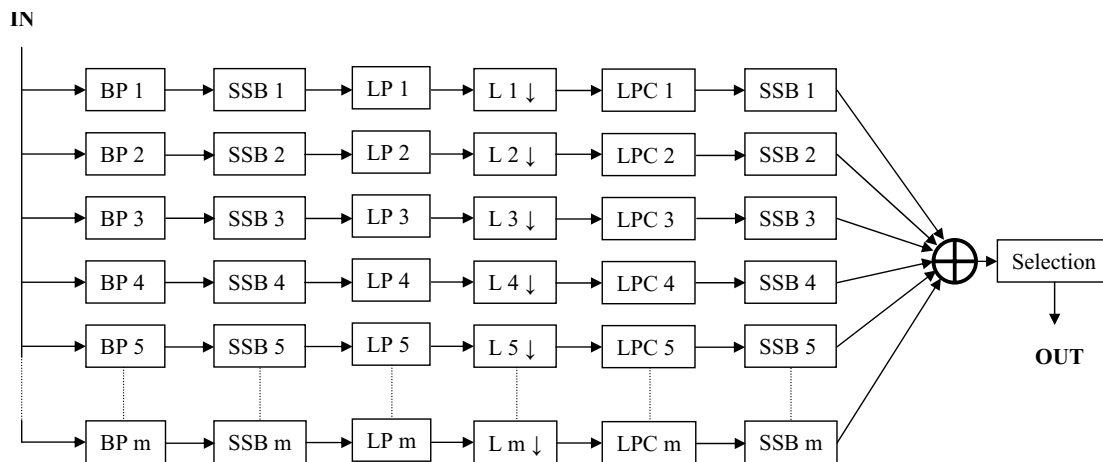 IN
BP 1 SSB 1 LP 1 L 1 ↓ LPC 1 SSB 1
BP 2 SSB 2 LP 2 L 2 ↓ LPC 2 SSB 2
BP 3 SSB 3 LP 3 L 3 ↓ LPC 3 SSB 3
BP 4 SSB 4 LP 4 L 4 ↓ LPC 4 SSB 4
Selection
BP 5 SSB 5 LP 5 L 5 ↓ LPC 5 SSB 5
OUT
BP m SSB m LP m L m ↓ LPC m SSB m